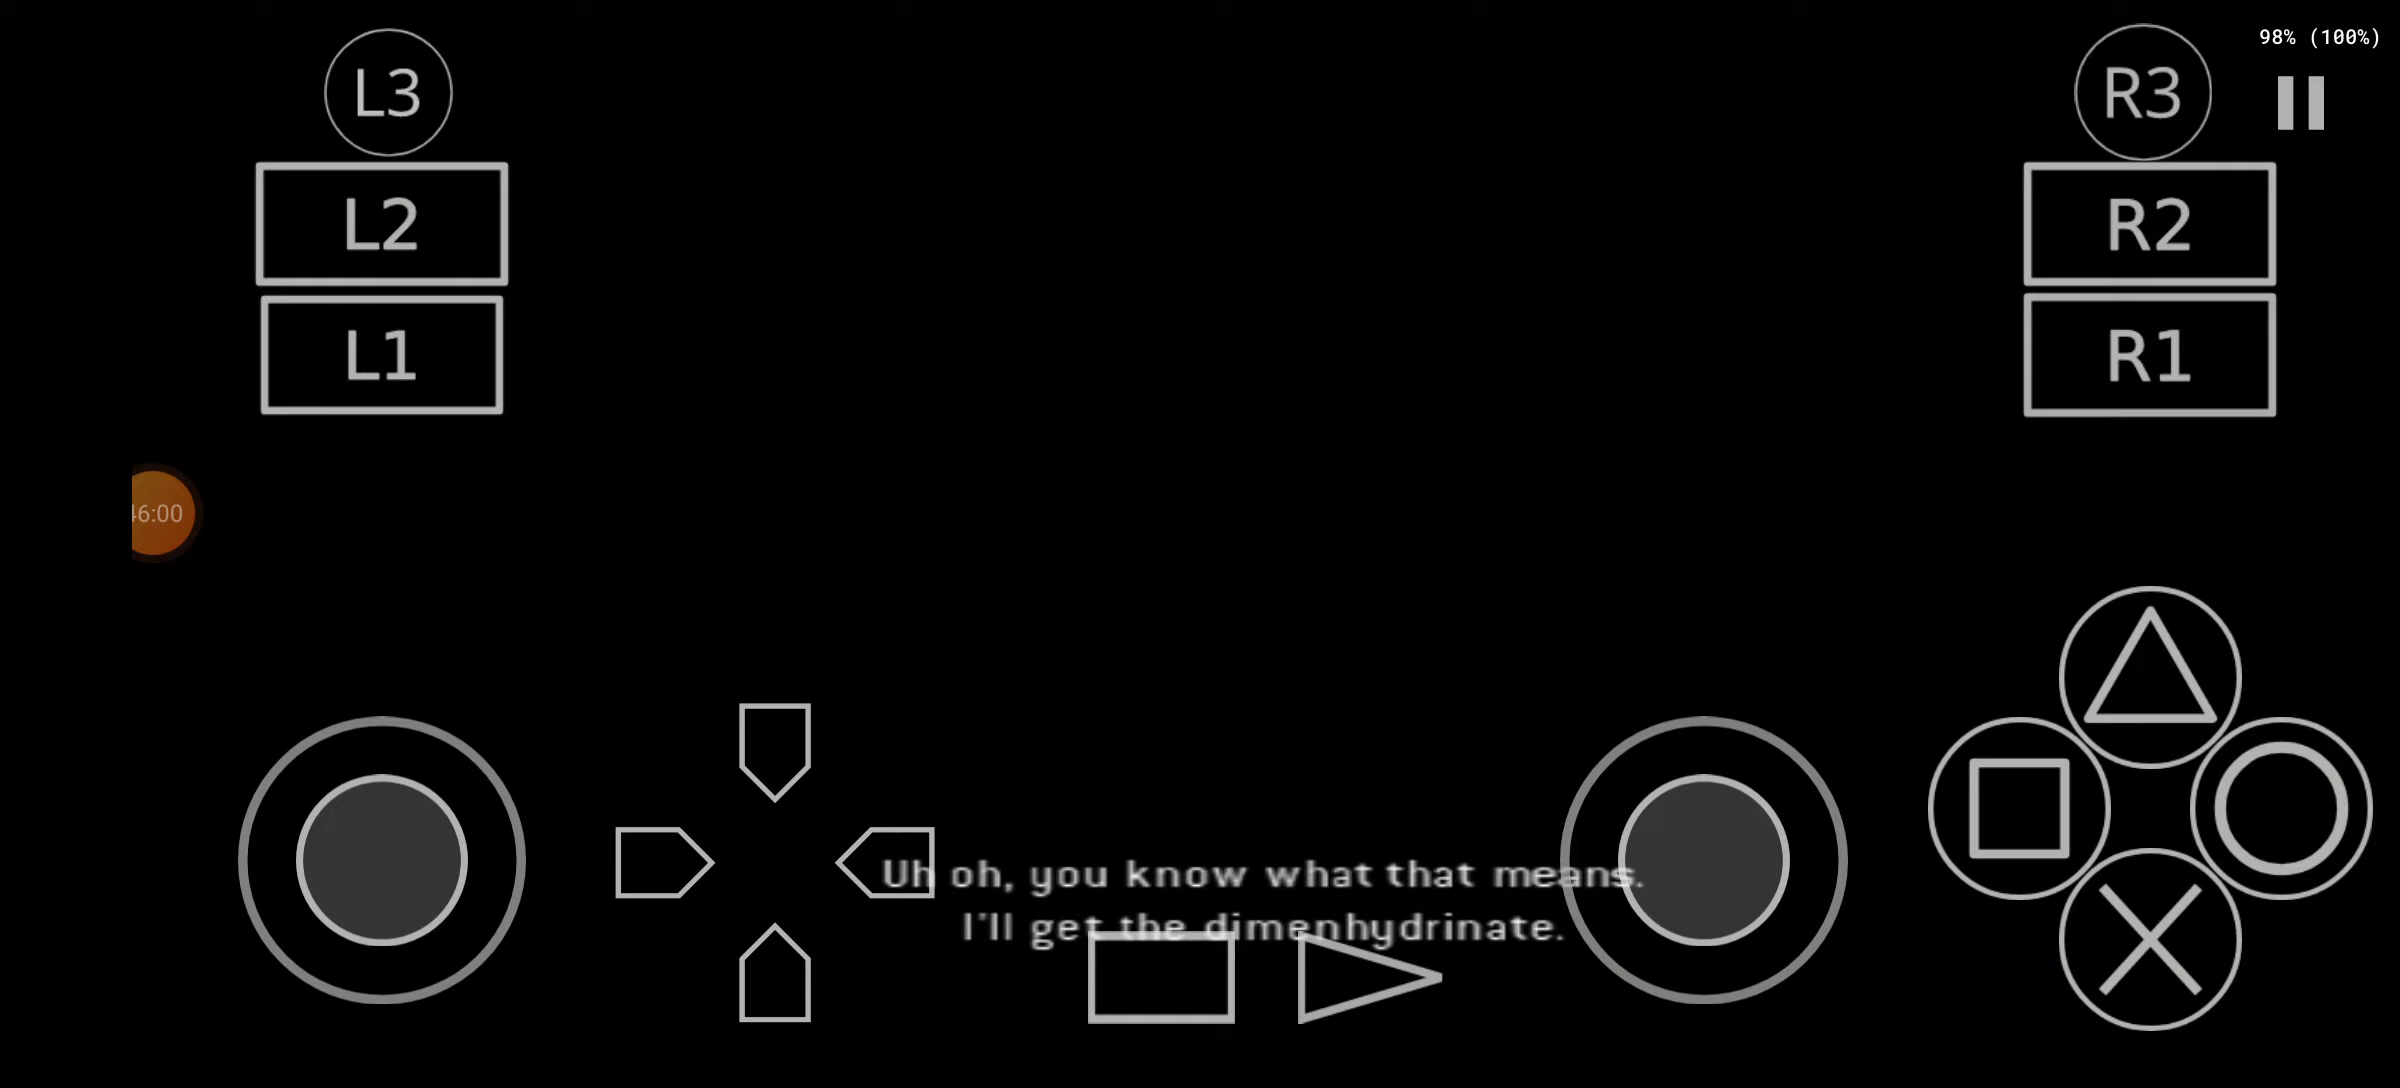 98% (100%)
L3
R3
L2
R2
L1
R1
46:00
Uh oh, you know what that means.
I'll get the dimenhydrinate.